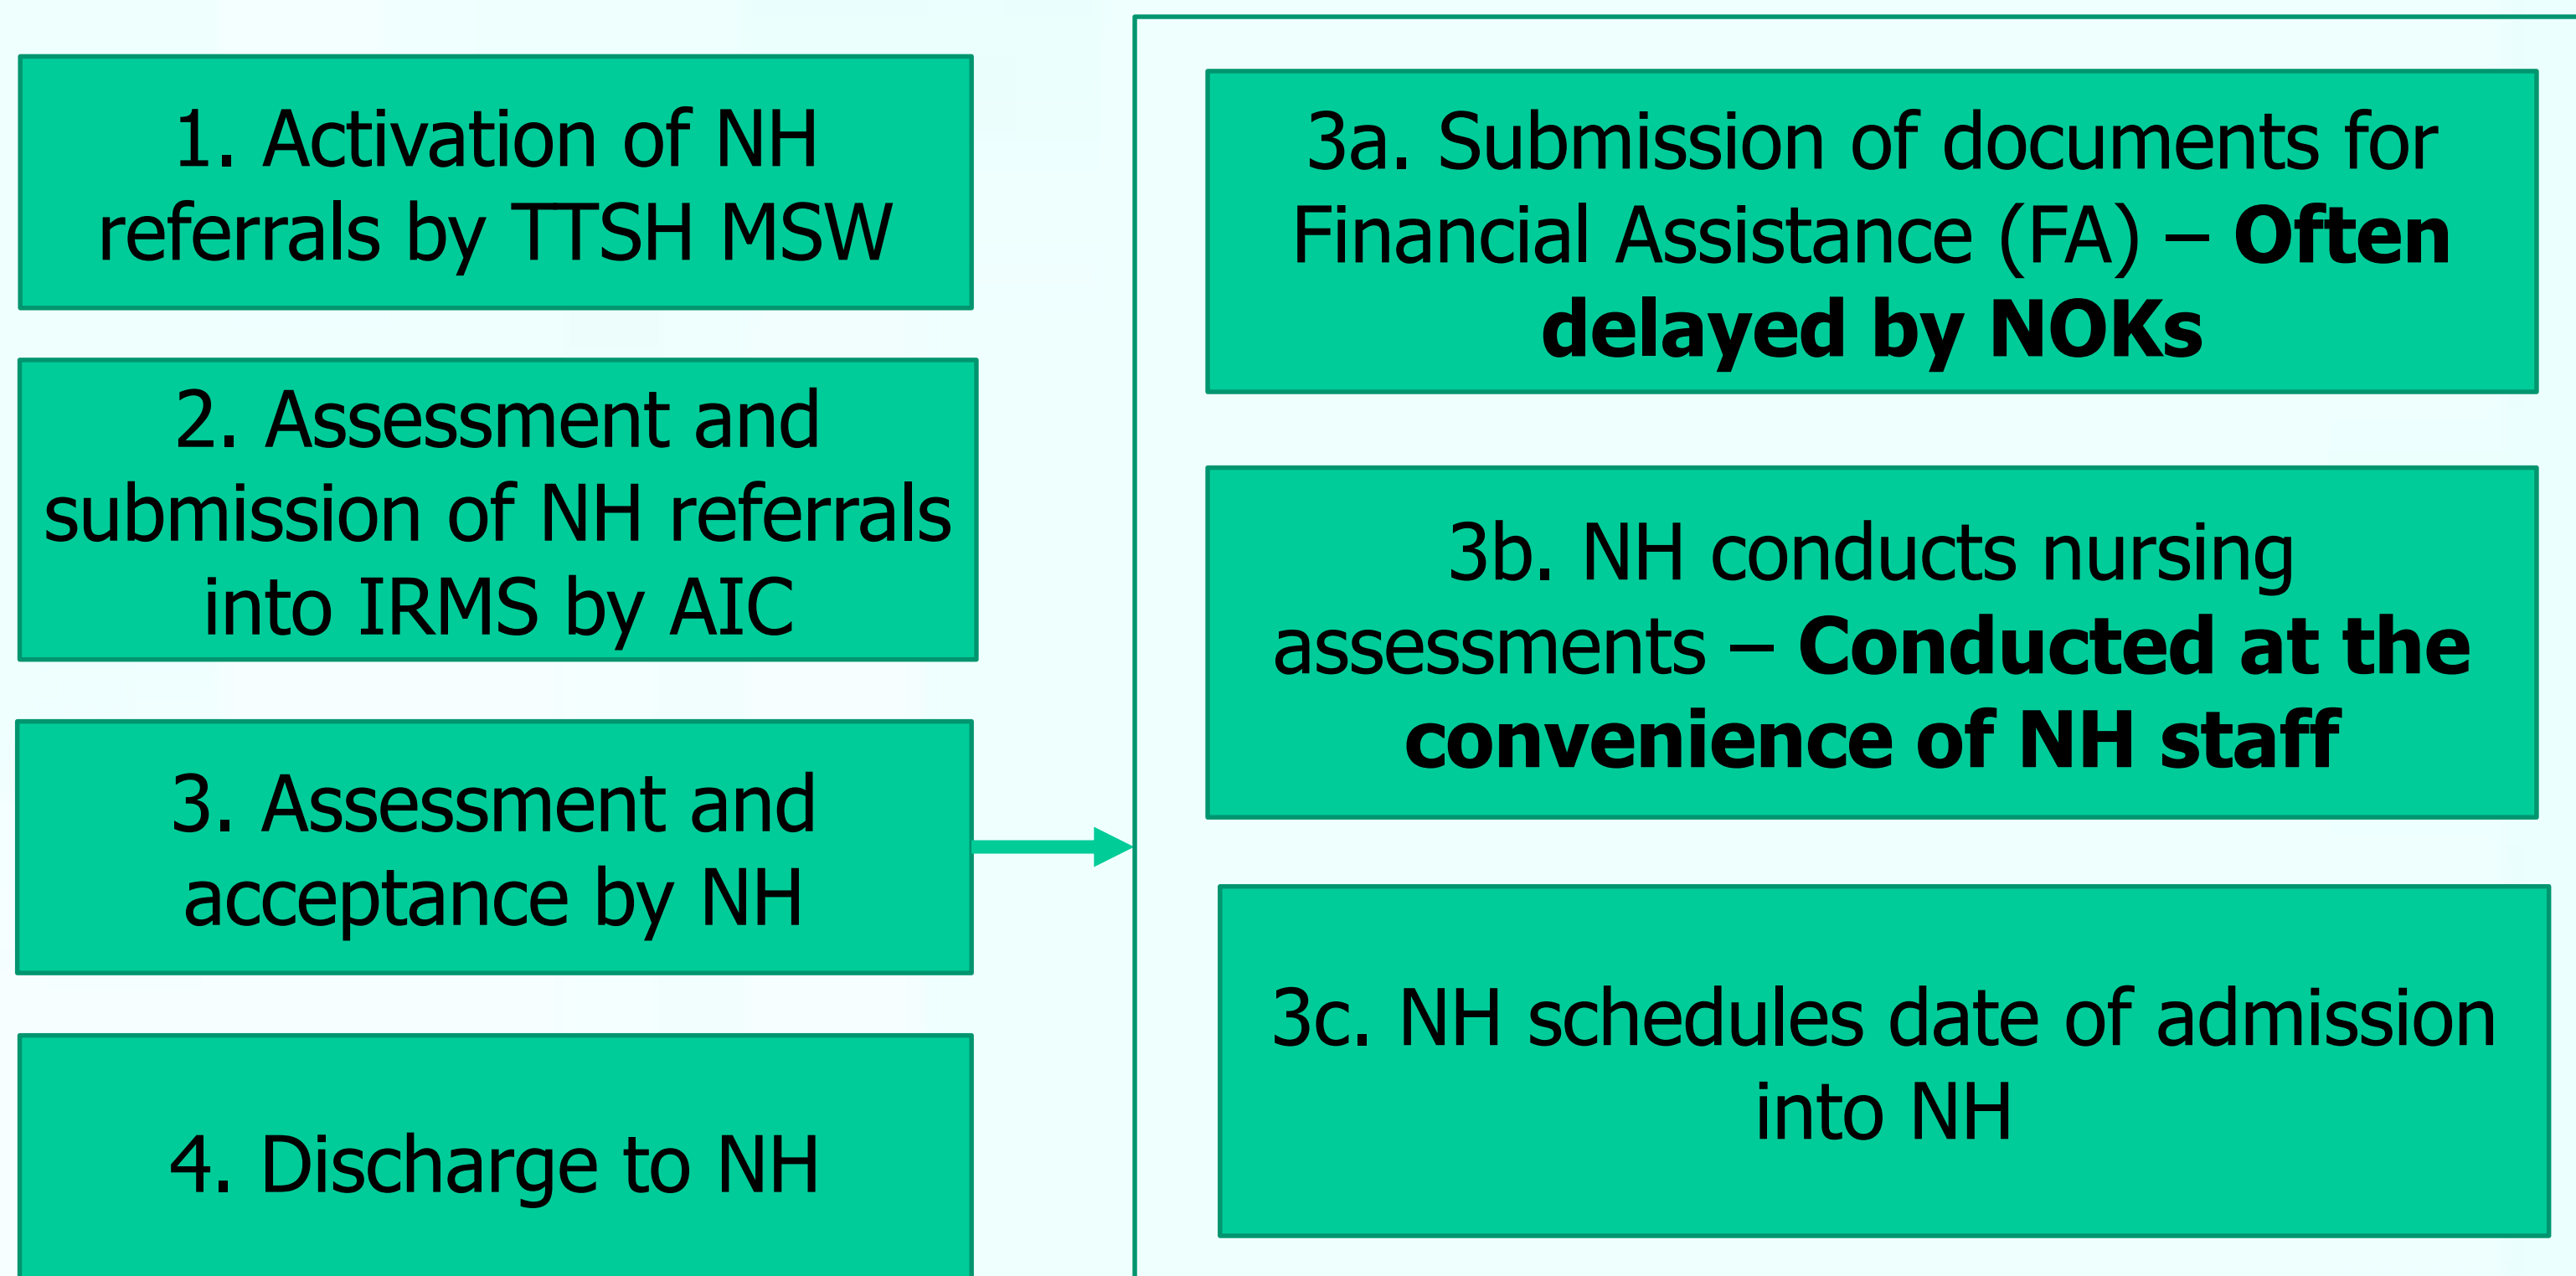 1. Activation of NH
referrals by TTSH MSW
2. Assessment and
submission of NH referrals
into IRMS by AIC
3. Assessment and
acceptance by NH
4. Discharge to NH
3a. Submission of documents for
Financial Assistance (FA) – Often
delayed by NOKs
3b. NH conducts nursing
assessments – Conducted at the
convenience of NH staff
3c. NH schedules date of admission
into NH